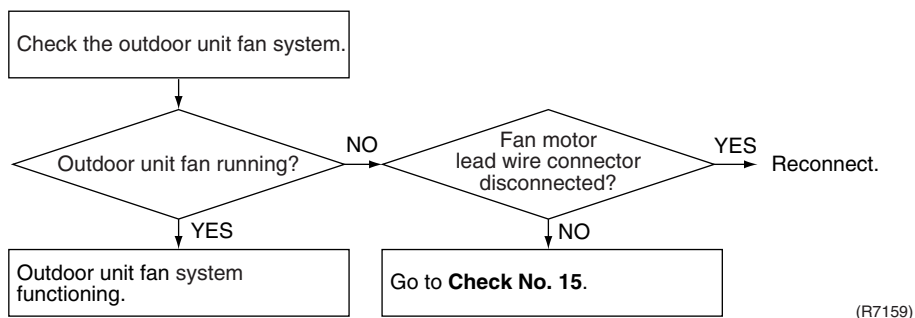 Check the outdoor unit fan system.
Outdoor unit fan running?
NO
Fan motor
lead wire connector
disconnected?
YES
Reconnect.
YES
Outdoor unit fan system
functioning.
NO
Go to Check No. 15.
(R7159)